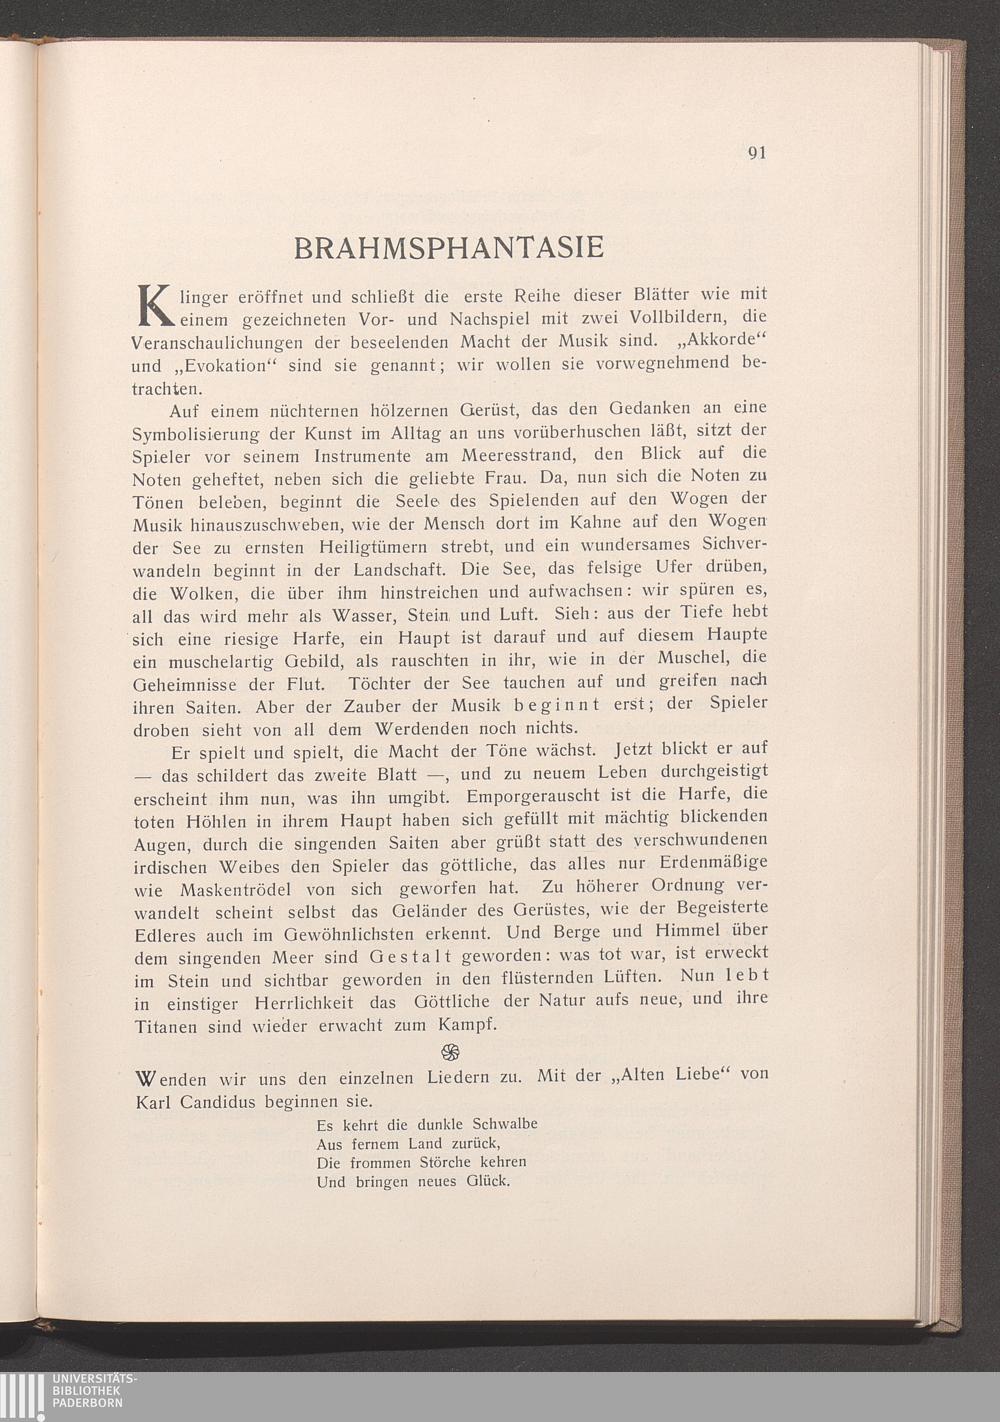 91
BRAHMSPHANTASIE
Klinger eröffnet und schließt die erste Reihe dieser Blätter wie mit
einem gezeichneten Vor- und Nachspiel mit zwei Vollbildern, die
Veranschaulichungen der beseelenden Macht der Musik sind. „Akkorde“
und „Evokation“ sind sie genannt; wir wollen sie vorwegnehmend be-
trachten.
Auf einem nüchternen hölzernen Gerüst, das den Gedanken an eine
Symbolisierung der Kunst im Alltag an uns vorüberhuschen läßt, sitzt der
Spieler vor seinem Instrumente am Meeresstrand, den Blick auf die
Noten geheftet, neben sich die geliebte Frau. Da, nun sich die Noten zu
Tönen beleben, beginnt die Seele des Spielenden auf den Wogen der
Musik hinauszuschweben, wie der Mensch dort im Kahne auf den Wogen
der See zu ernsten Heiligtümern strebt, und ein wundersames Sichver-
wandeln beginnt in der Landschaft. Die See, das felsige Ufer drüben,
die Wolken, die über ihm hinstreichen und aufwachsen: wir spüren es,
all das wird mehr als Wasser, Stein und Luft. Sieh: aus der Tiefe hebt
sich eine riesige Harfe, ein Haupt ist darauf und auf diesem Haupte
ein muschelartig Gebild, als rauschten in ihr, wie in der Muschel, die
Geheimnisse der Flut. Töchter der See tauchen auf und greifen nach
ihren Saiten. Aber der Zauber der Musik beginnt erst; der Spieler
droben sieht von all dem Werdenden noch nichts.
Er spielt und spielt, die Macht der Töne wächst. Jetzt blickt er auf
— das schildert das zweite Blatt —, und zu neuem Leben durchgeistigt
erscheint ihm nun, was ihn umgibt. Emporgerauscht ist die Harfe, die
toten Höhlen in ihrem Haupt haben sich gefüllt mit mächtig blickenden
Augen, durch die singenden Saiten aber grüßt statt des verschwundenen
irdischen Weibes den Spieler das göttliche, das alles nur Erdenmäßige
wie Maskentrödel von sich geworfen hat. Zu höherer Ordnung ver-
wandelt scheint selbst das Geländer des Gerüstes, wie der Begeisterte
Edleres auch im Gewöhnlichsten erkennt. Und Berge und Himmel über
dem singenden Meer sind Gestalt geworden: was tot war, ist erweckt
im Stein und sichtbar geworden in den flüsternden Lüften. Nun lebt
in einstiger Herrlichkeit das Göttliche der Natur aufs neue, und ihre
Titanen sind wieder erwacht zum Kampf.
Wenden wir uns den einzelnen Liedern zu. Mit der „Alten Liebe“ von
Karl Candidus beginnen sie.
Es kehrt die dunkle Schwalbe
Aus fernem Land zurück,
Die frommen Störche kehren
Und bringen neues Glück.
UNIVERSITÄTS-
BIBLIOTHEK
PADERBORN